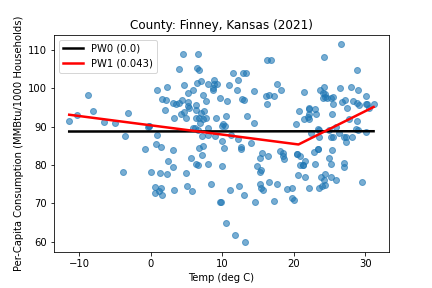 County: Finney, Kansas (2021)
PW0 (0.0)
PW1 (0.043)
Per-Capita Consumption (MMBtu/1000 Households)
110
100
90
80
70
60
−10 0 10 20 30
Temp (deg C)